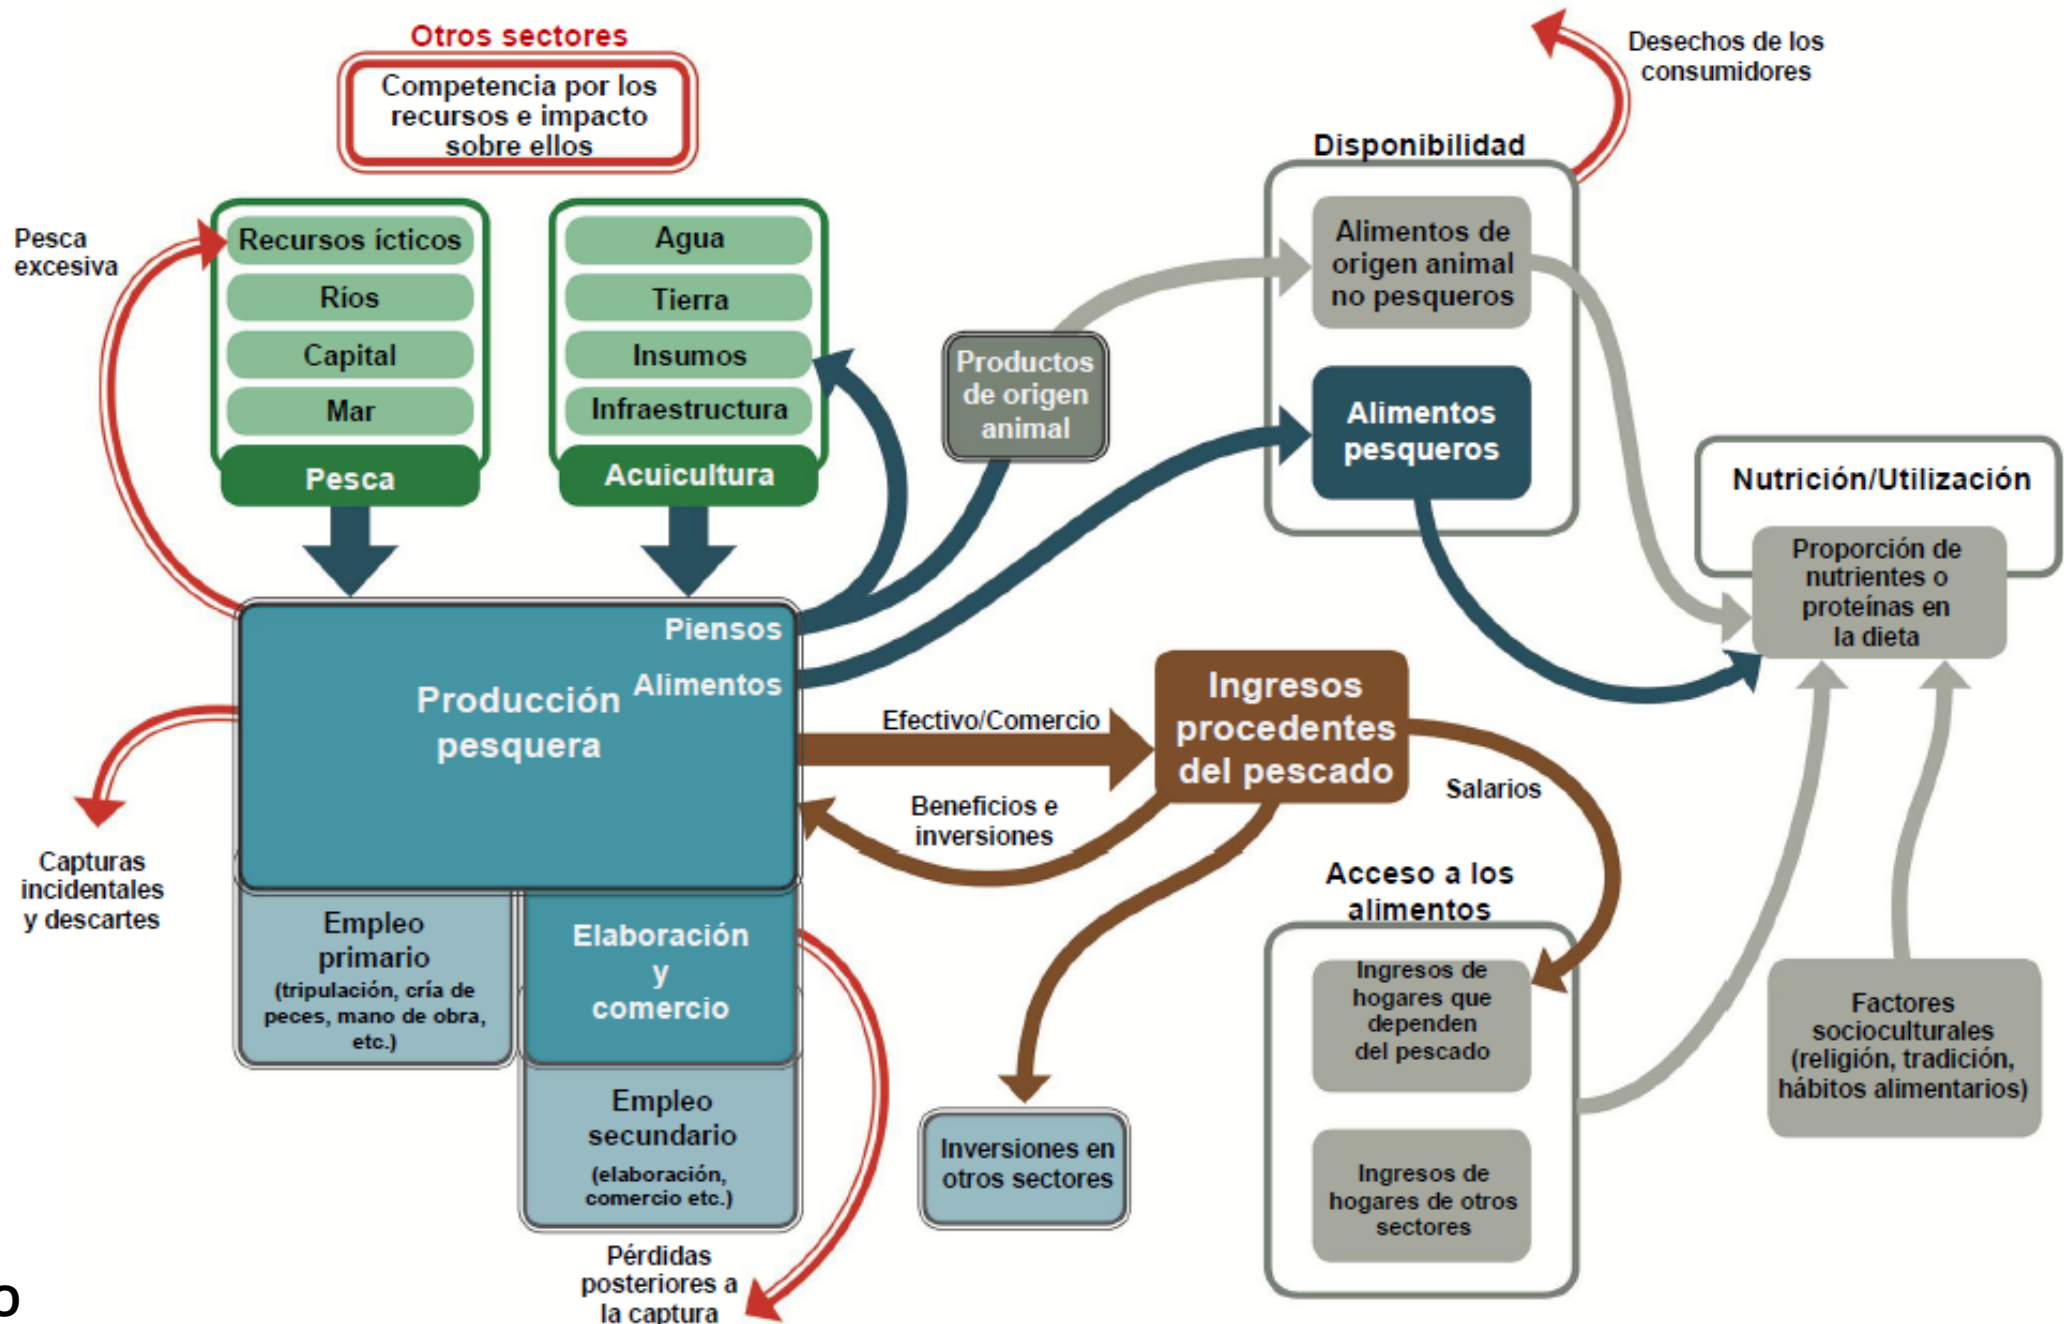 Otros sectores
Competencia por los
recursos e impacto
sobre ellos
Desechos de los
consumidores
Pesca
excesiva
Recursos ícticos
Ríos
Capital
Mar
Pesca
Agua
Tierra
Insumos
Infraestructura
Acuicultura
Productos
de origen
animal
Disponibilidad
Alimentos de
origen animal
no pesqueros
Alimentos
pesqueros
Nutrición/Utilización
Proporción de
nutrientes o
proteínas en
la dieta
Piensos
Alimentos
Producción
pesquera
Efectivo/Comercio
Ingresos
procedentes
del pescado
Beneficios e
inversiones
Salarios
Capturas
incidentales
y descartes
Empleo
primario
(tripulación, cría de
peces, mano de obra,
etc.)
Elaboración
y
comercio
Empleo
secundario
(elaboración,
comercio etc.)
Pérdidas
posteriores a
la captura
Inversiones en
otros sectores
Acceso a los
alimentos
Ingresos de
hogares que
dependen
del pescado
Ingresos de
hogares de otros
sectores
Factores
socioculturales
(religión, tradición,
hábitos alimentarios)
o